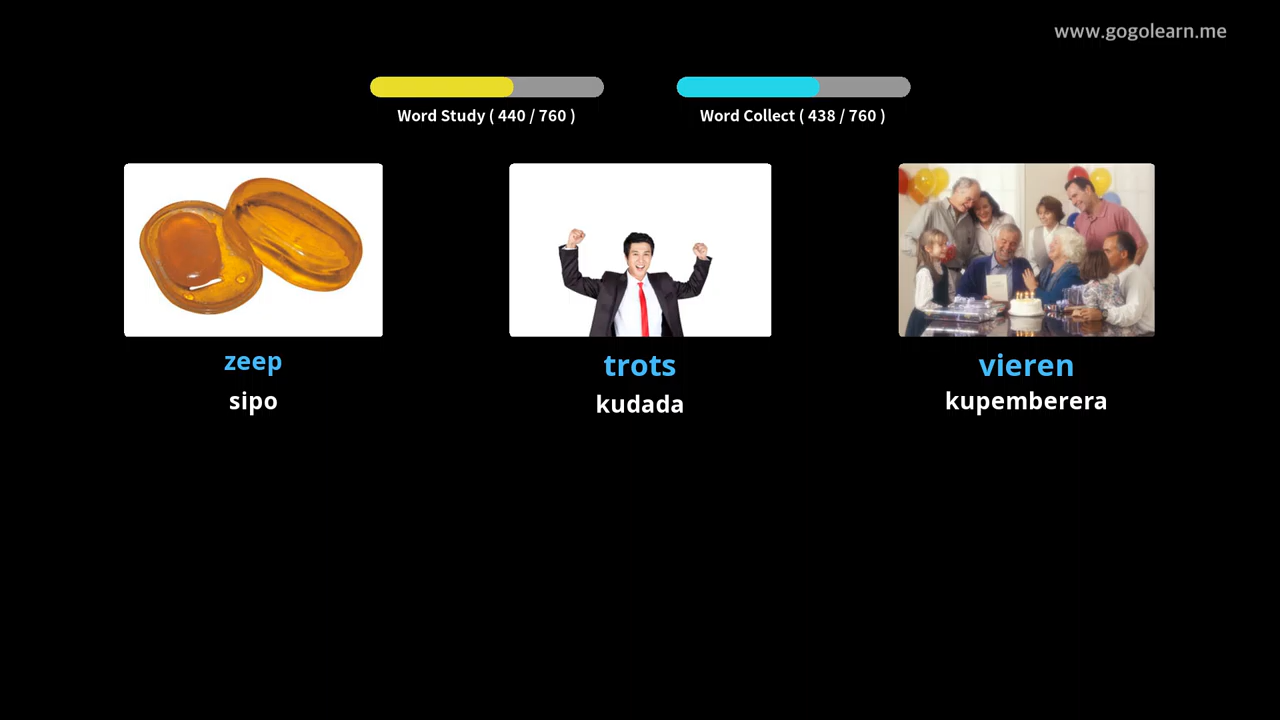 www.gogolearn.me
Word Study ( 440 / 760 )
Word Collect ( 438 / 760 )
zeep
trots
vieren
sipo
kudada
kupemberera